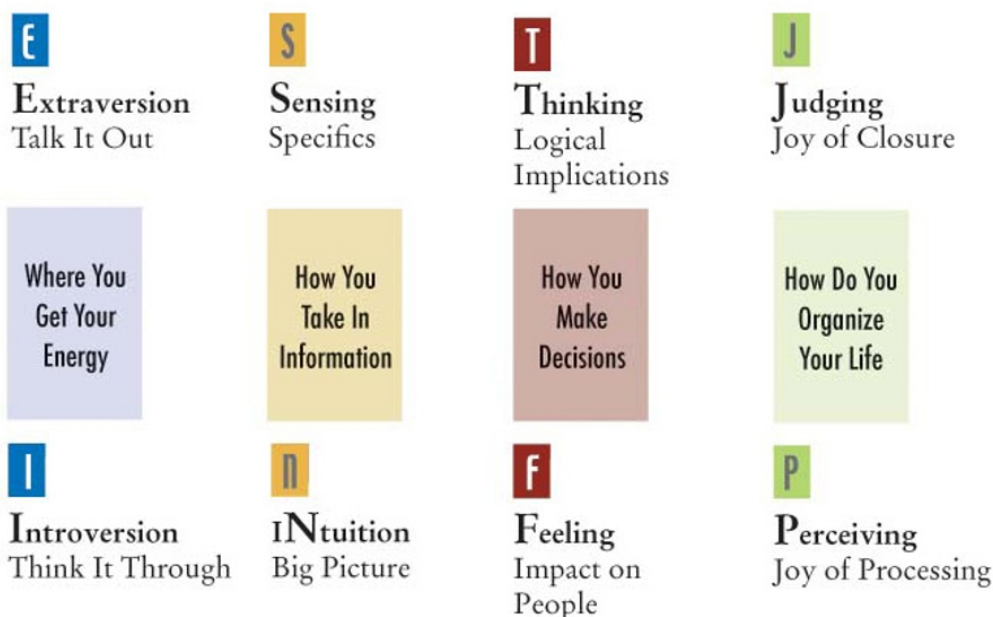 E
Extraversion
Talk It Out
Where You
Get Your
Energy
I
Introversion
Think It Through
S
Sensing
Specifics
How You
Take In
Information
n
INtuition
Big Picture
T
Thinking
Logical
Implications
How You
Make
Decisions
F
Feeling
Impact on
People
J
Judging
Joy of Closure
How Do You
Organize
Your Life
P
Perceiving
Joy of Processing